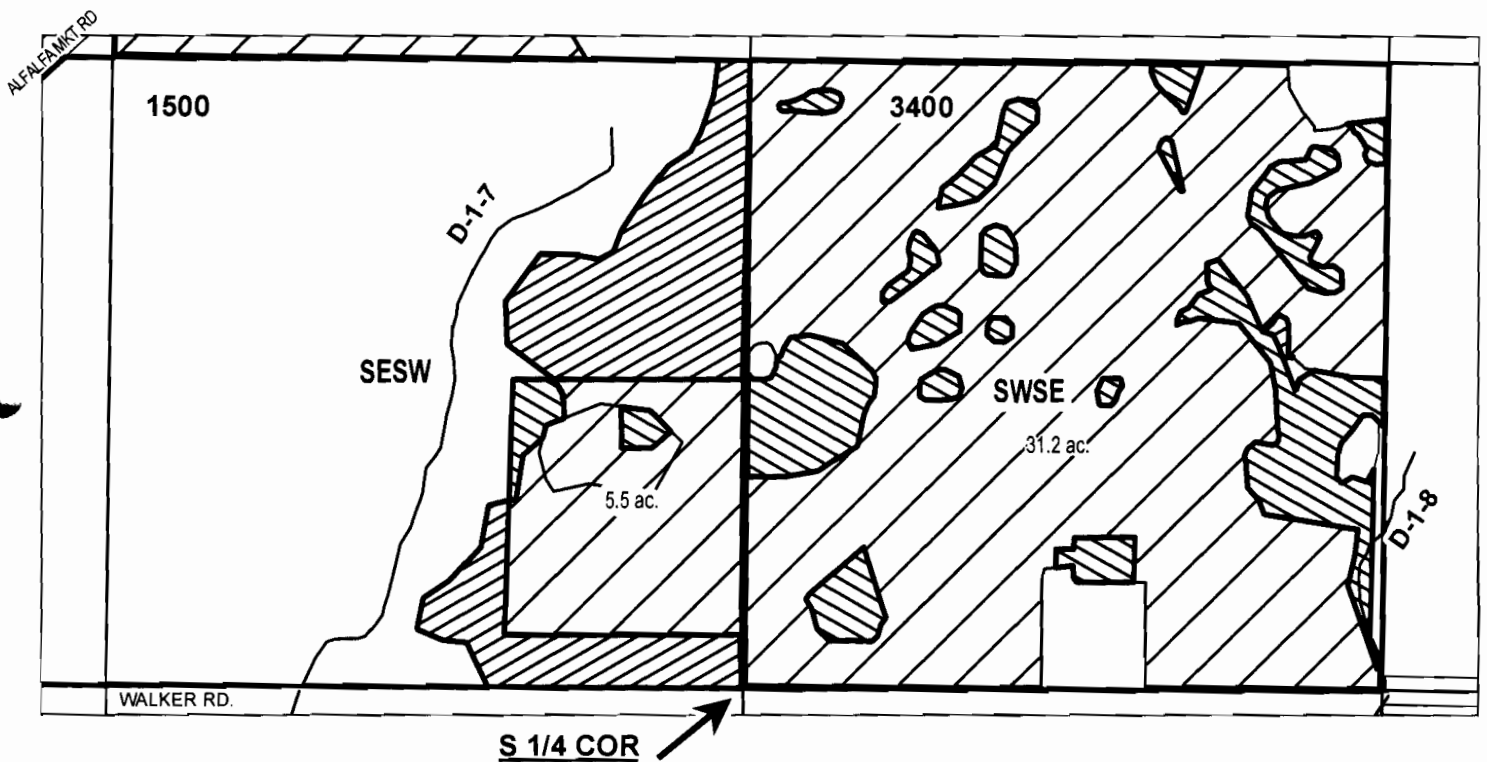 ALFALFA MKT RD
1500
3400
D-1-7
SESW
SWSE
31.2 ac.
5.5 ac.
D-1-8
WALKER RD.
S 1/4 COR